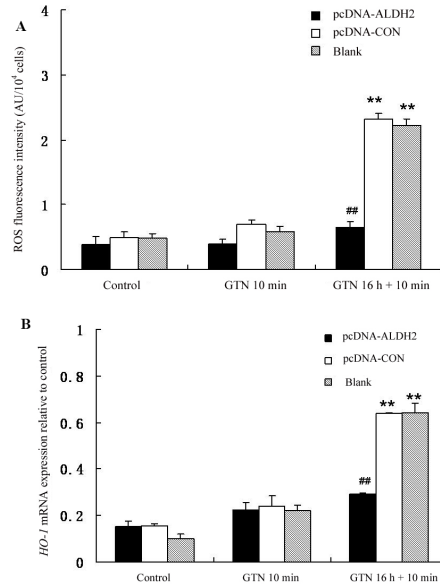 A
pcDNA-ALDH2
pcDNA-CON
Blank
ROS fluorescence intensity (AU/10⁴ cells)
4
3
2
1
0
**
**
##
Control
GTN 10 min
GTN 16 h + 10 min
B
pcDNA-ALDH2
pcDNA-CON
Blank
HO-1 mRNA expression relative to control
1
0.8
0.6
0.4
0.2
0
**
**
##
Control
GTN 10 min
GTN 16 h + 10 min